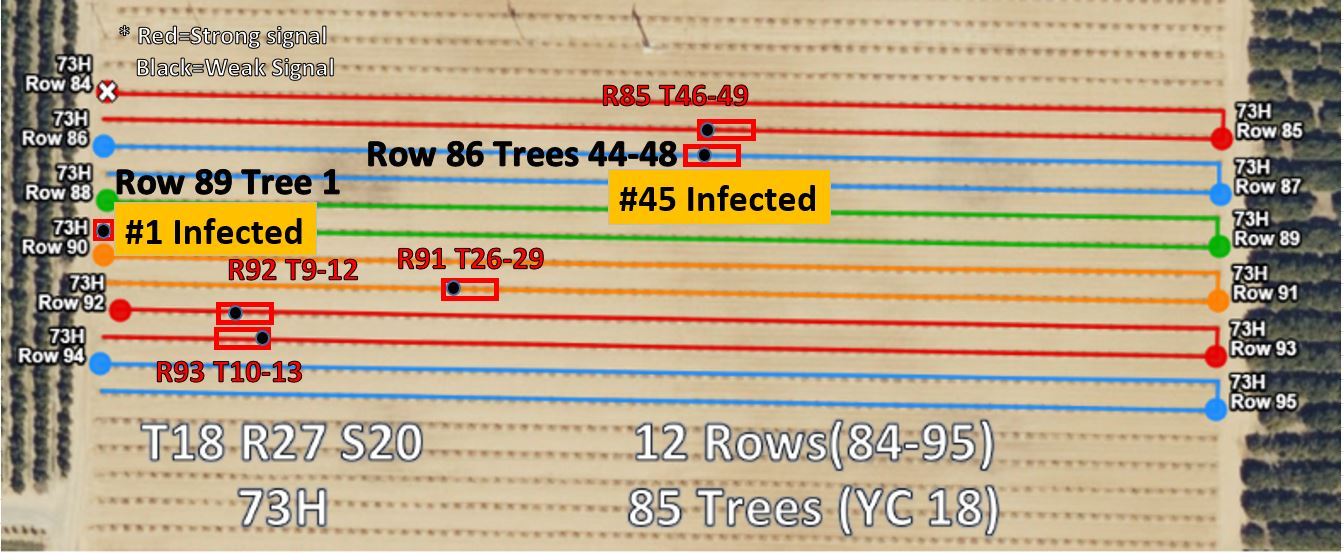 * Red=Strong signal
Black=Weak Signal
73H
Row 84
R85 T46-49
73H
Row 85
73H
Row 86
Row 86 Trees 44-48
73H
Row 87
73H
Row 88
Row 89 Tree 1
#45 Infected
73H
Row 89
73H
Row 90
#1 Infected
R92 T9-12
R91 T26-29
73H
Row 91
73H
Row 92
73H
Row 93
73H
Row 94
R93 T10-13
73H
Row 95
T18 R27 S20
12 Rows(84-95)
73H
85 Trees (YC 18)